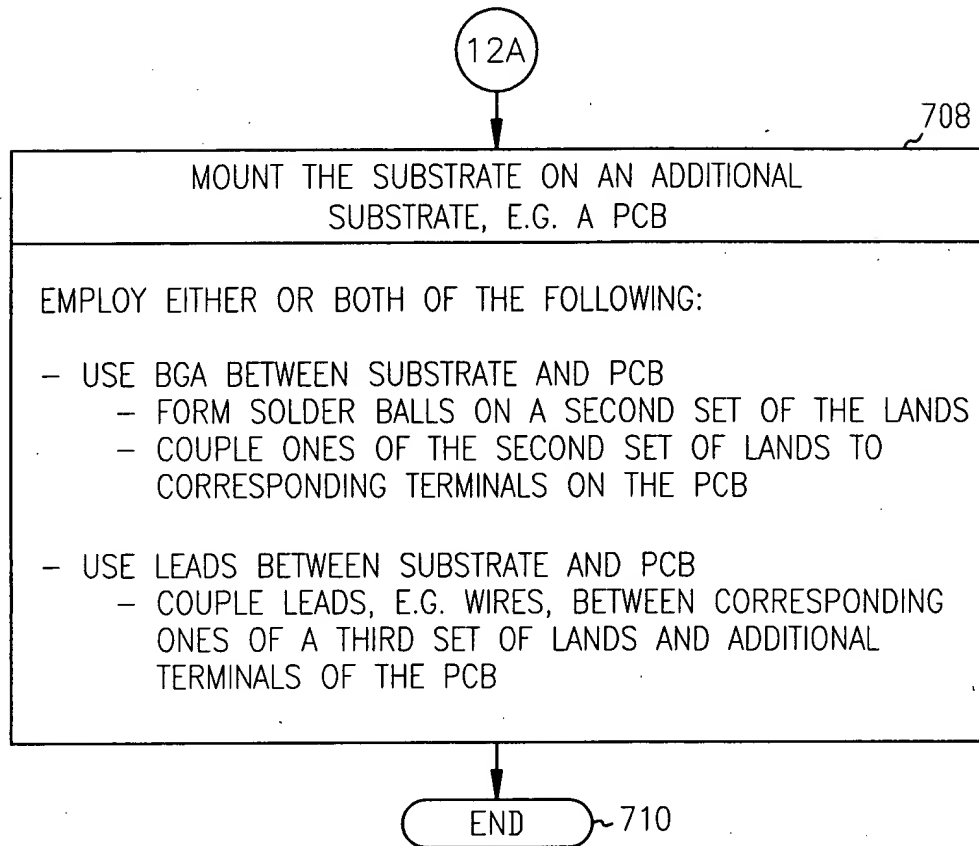 12A
708
MOUNT THE SUBSTRATE ON AN ADDITIONAL
SUBSTRATE, E.G. A PCB
EMPLOY EITHER OR BOTH OF THE FOLLOWING:
– USE BGA BETWEEN SUBSTRATE AND PCB
– FORM SOLDER BALLS ON A SECOND SET OF THE LANDS
– COUPLE ONES OF THE SECOND SET OF LANDS TO
CORRESPONDING TERMINALS ON THE PCB
– USE LEADS BETWEEN SUBSTRATE AND PCB
– COUPLE LEADS, E.G. WIRES, BETWEEN CORRESPONDING
ONES OF A THIRD SET OF LANDS AND ADDITIONAL
TERMINALS OF THE PCB
END
710